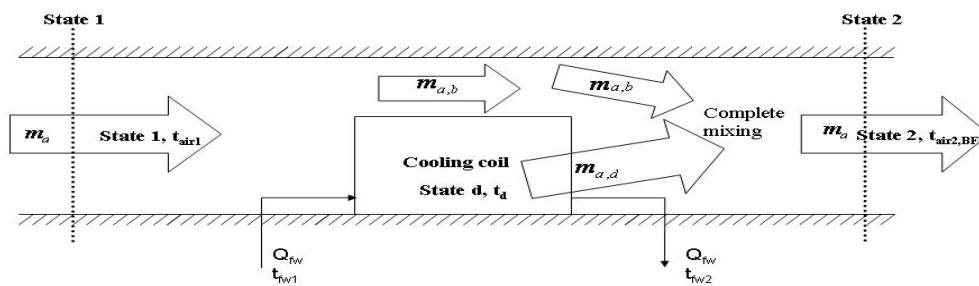 State 1
State 2
m_a
State 1, t_air1
m_a,b
m_a,b
Complete
mixing
m_a
State 2, t_air2,BF
Cooling coil
State d, t_d
m_a,d
Q_fw
t_fw1
Q_fw
t_fw2